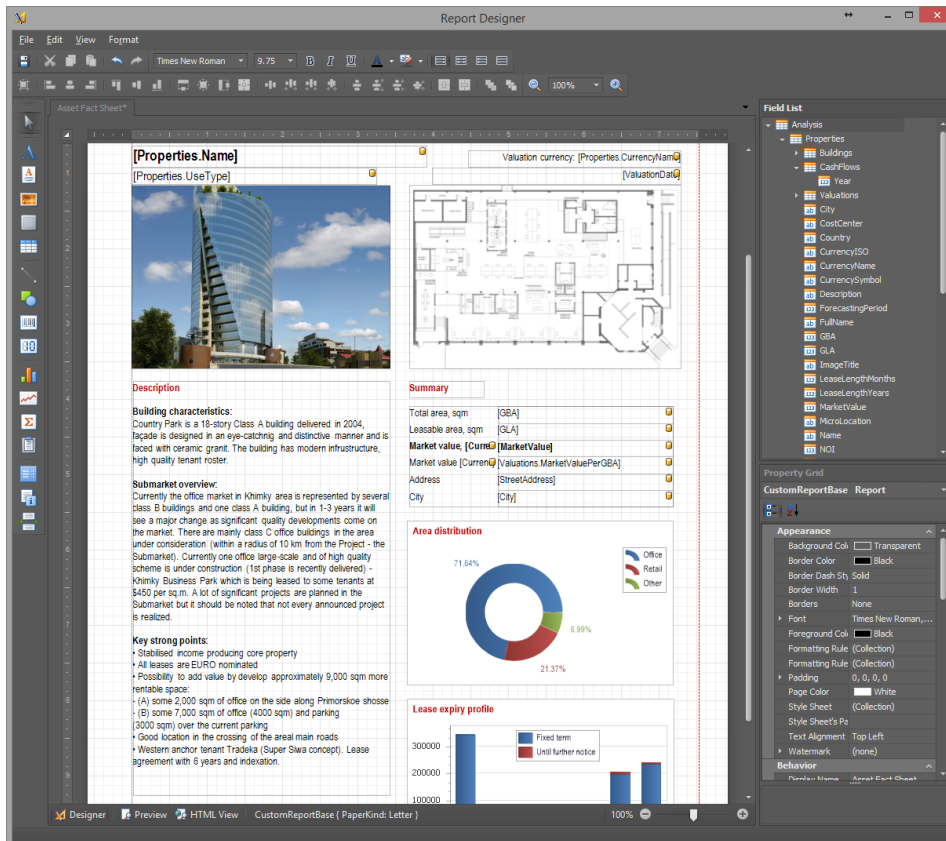 Report Designer
File Edit View Format
Times New Roman 9.75 B I U A
100%
Asset Fact Sheet*
1 2 3 4 5 6 7
[Properties.Name]
Valuation currency: [Properties.CurrencyName]
[Properties.UseType]
Description
Building characteristics:
Country Park is a 18-story Class A building delivered in 2004,
façade is designed in an eye-catchnig and distinctive manner and is
faced with ceramic granit. The building has modern infrustructure,
high quality tenant roster.
Submarket overview:
Currently the office market in Khimky area is represented by several
class B buildings and one class A building, but in 1-3 years it will
see a major change as significant quality developments come on
the market. There are mainly class C office buildings in the area
under consideration (within a radius of 10 km from the Project - the
Submarket). Currently one office large-scale and of high quality
scheme is under construction (1st phase is recently delivered) -
Khimky Business Park which is being leased to some tenants at
$450 per sq.m. A lot of significant projects are planned in the
Submarket but it should be noted that not every announced project
is realized.
Key strong points:
• Stabilised income producing core property
• All leases are EURO nominated
• Possibility to add value by develop approximately 9,000 sqm more
rentable space:
- (A) some 2,000 sqm of office on the side along Primorskoe shosse
- (B) some 7,000 sqm of office (4000 sqm) and parking
(3000 sqm) over the current parking
• Good location in the crossing of the areal main roads
• Western anchor tenant Tradeka (Super Siwa concept). Lease
agreement with 6 years and indexation.
Summary
Total area, sqm [GBA]
Leasable area, sqm [GLA]
Market value, [Curre [MarketValue]
Market value [Curren [Valuations.MarketValuePerGBA]
Address [StreetAddress]
City [City]
Area distribution
71.64%
6.99%
21.37%
Office
Retail
Other
Lease expiry profile
Fixed term
Until further notice
300000
200000
100000
Field List
Analysis
Properties
Buildings
CashFlows
Year
Valuations
City
CostCenter
Country
CurrencyISO
CurrencyName
CurrencySymbol
Description
ForecastingPeriod
FullName
GBA
GLA
ImageTitle
LeaseLengthMonths
LeaseLengthYears
MarketValue
MicroLocation
Name
NOI
Property Grid
CustomReportBase Report
Appearance
Background Col Transparent
Border Color Black
Border Dash Sty Solid
Border Width 1
Borders None
Font Times New Roman,...
Foreground Col Black
Formatting Rule (Collection)
Formatting Rule (Collection)
Padding 0, 0, 0, 0
Page Color White
Style Sheet (Collection)
Style Sheet's Pa
Text Alignment Top Left
Watermark (none)
Behavior
Display Name Asset Fact Sheet
Designer Preview HTML View CustomReportBase { PaperKind: Letter } 100%